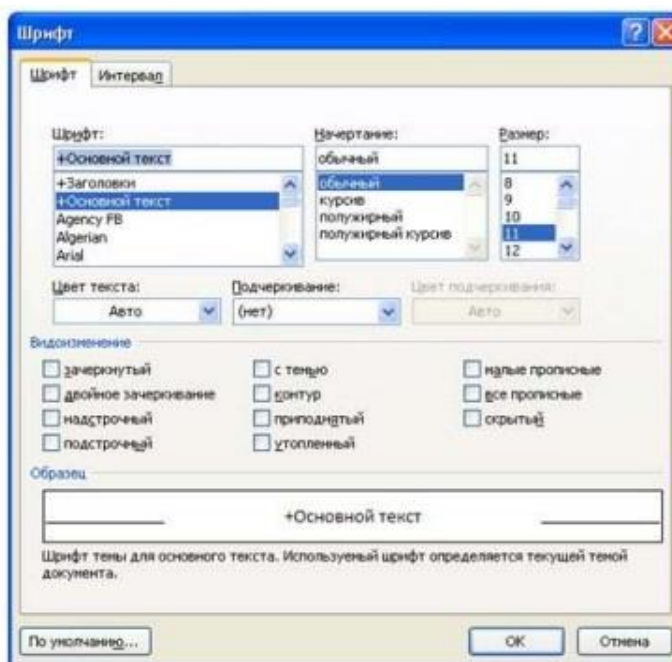 Шрифт
Шрифт Интервал
Шрифт: Начертание: Размер:
+Основной текст обычный 11
+Заголовки обычный 8
+Основной текст курсив 9
Agency FB полужирный 10
Algerian полужирный курсив 11
Arial 12
Цвет текста: Подчеркивание: Цвет подчеркивания:
Авто (нет) Авто
Видоизменение
зачеркнутый с тенью малые прописные
двойное зачеркивание контур все прописные
надстрочный приподнятый скрытый
подстрочный утопленный
Образец
+Основной текст
Шрифт темы для основного текста. Используемый шрифт определяется текущей темой
документа.
По умолчанию... ОК Отмена